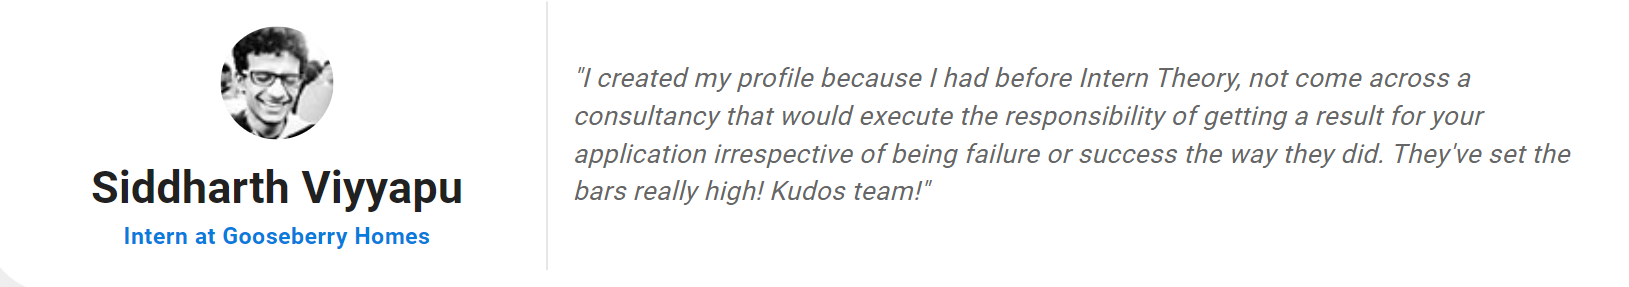 Siddharth Viyyapu
Intern at Gooseberry Homes
"I created my profile because I had before Intern Theory, not come across a
consultancy that would execute the responsibility of getting a result for your
application irrespective of being failure or success the way they did. They've set the
bars really high! Kudos team!"